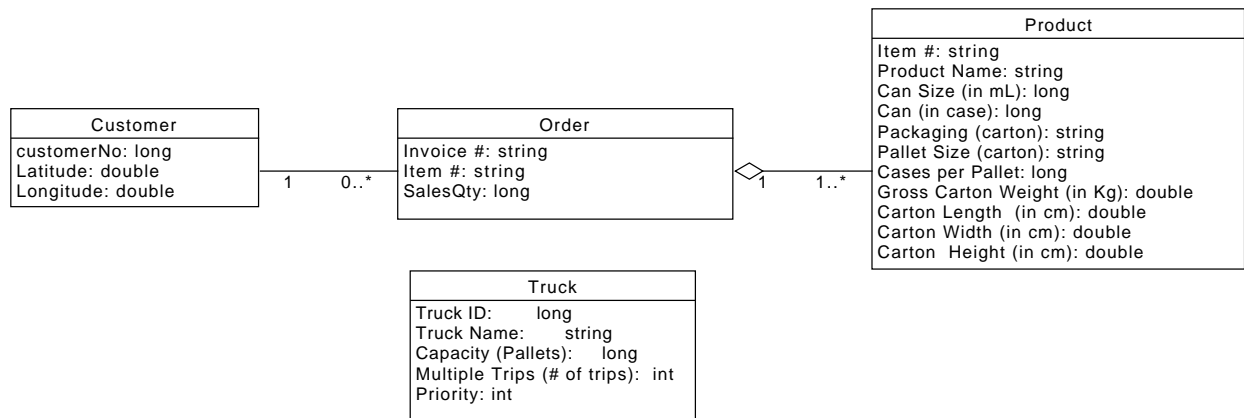 Customer
customerNo: long
Latitude: double
Longitude: double
1 0..*
Order
Invoice #: string
Item #: string
SalesQty: long
1 1..*
Product
Item #: string
Product Name: string
Can Size (in mL): long
Can (in case): long
Packaging (carton): string
Pallet Size (carton): string
Cases per Pallet: long
Gross Carton Weight (in Kg): double
Carton Length (in cm): double
Carton Width (in cm): double
Carton Height (in cm): double
Truck
Truck ID: long
Truck Name: string
Capacity (Pallets): long
Multiple Trips (# of trips): int
Priority: int